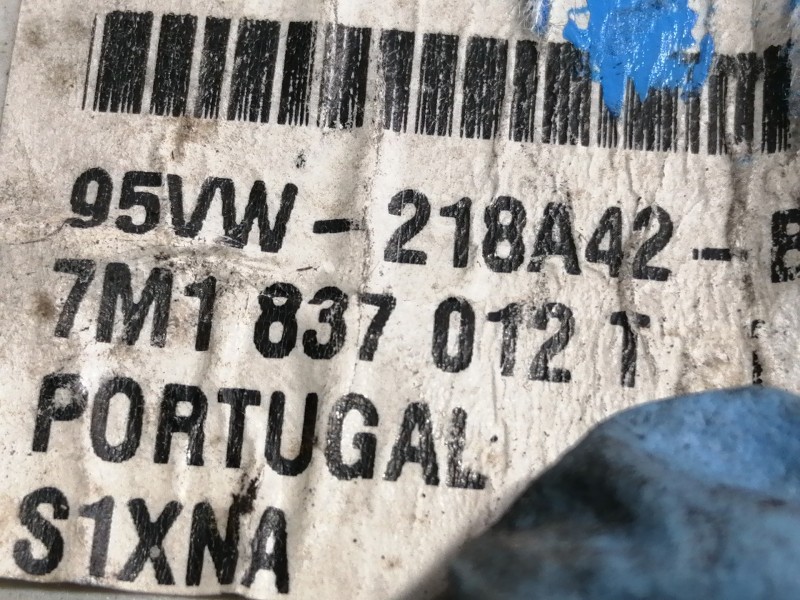 95VW-218A42-B
7M1 837 012 T
PORTUGAL
S1XNA